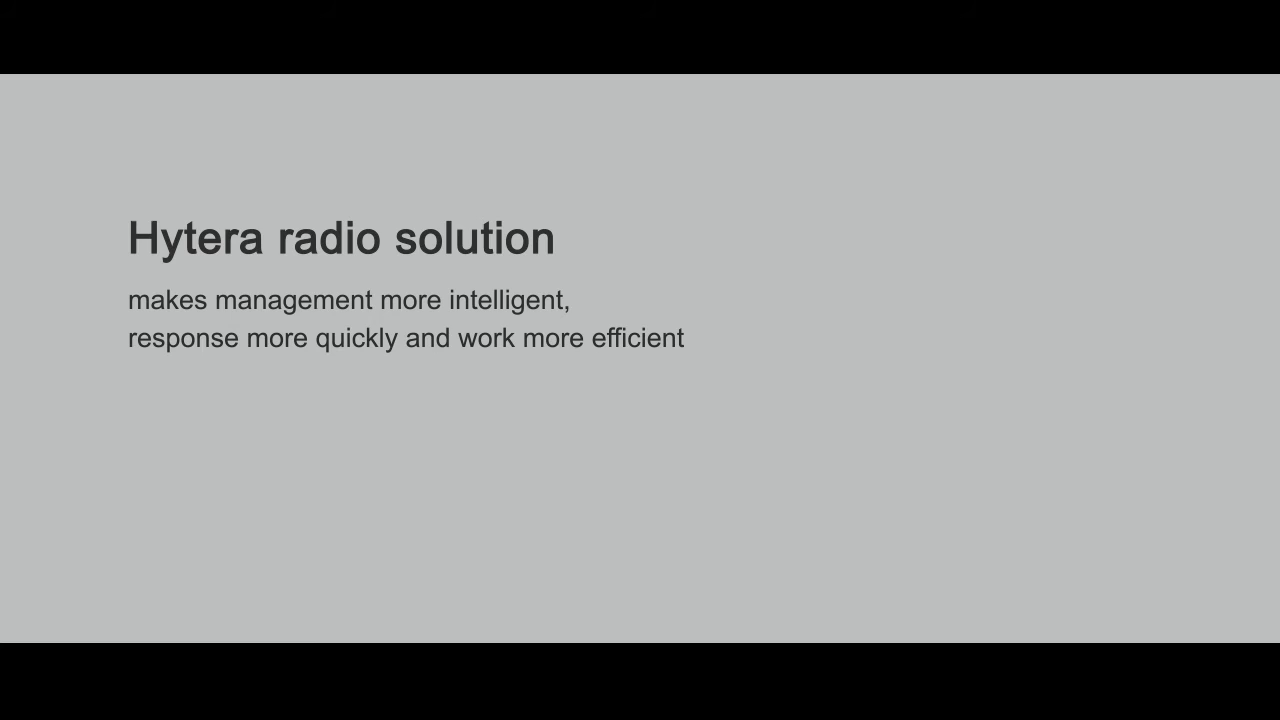 Hytera radio solution
makes management more intelligent,
response more quickly and work more efficient